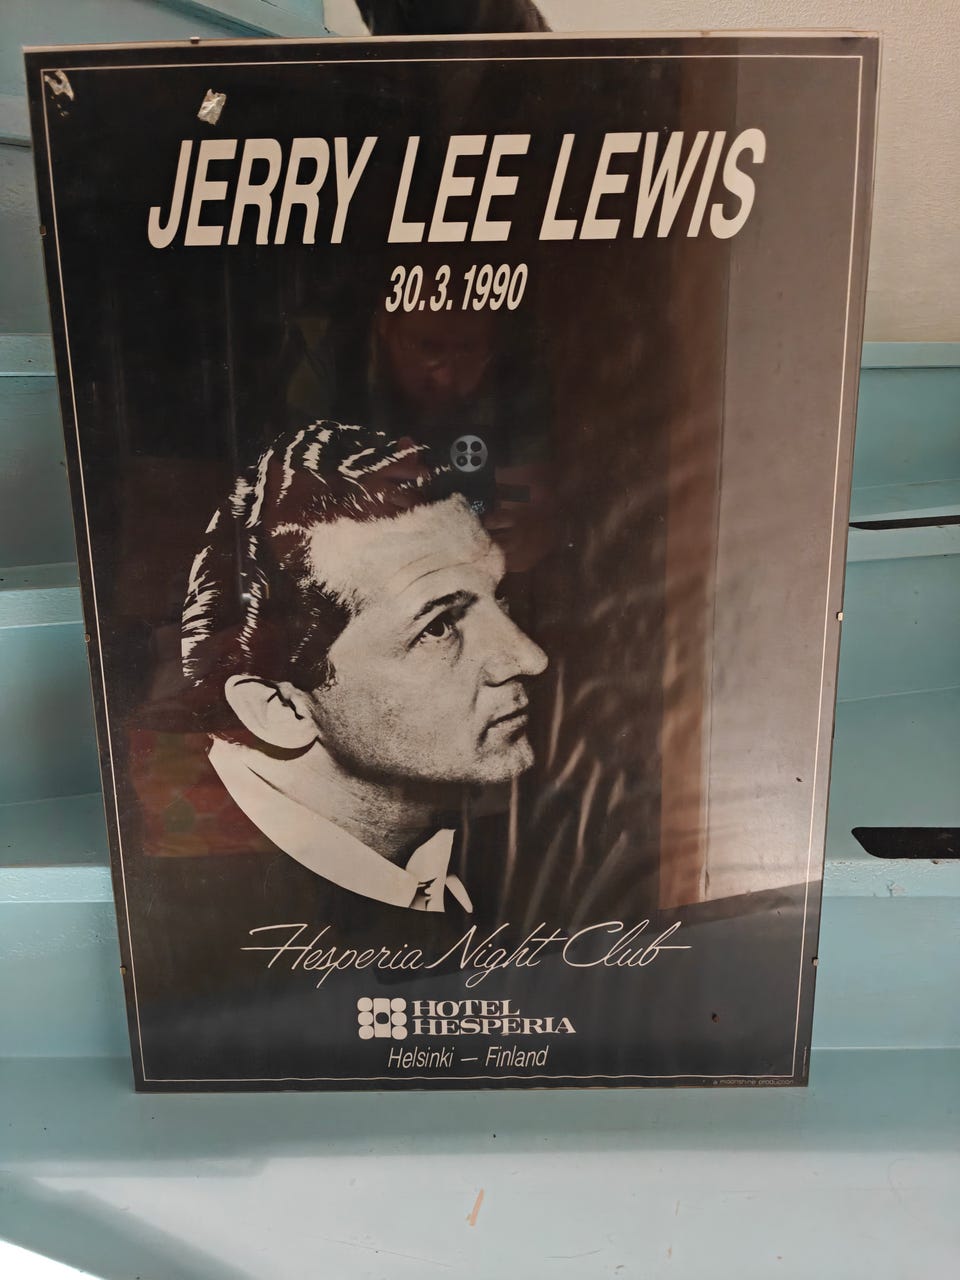 JERRY LEE LEWIS
30.3.1990
Hesperia Night Club
HOTEL
HESPERIA
Helsinki — Finland
a moonshine production